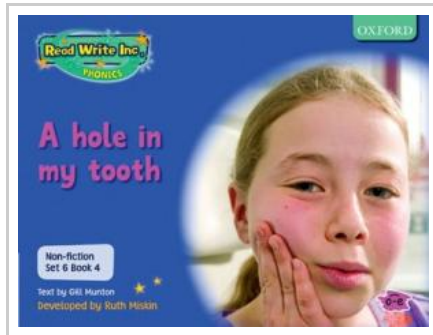 OXFORD
Read Write Inc.
PHONICS
A hole in
my tooth
Non-fiction
Set 6 Book 4
Text by Gill Munton
Developed by Ruth Miskin